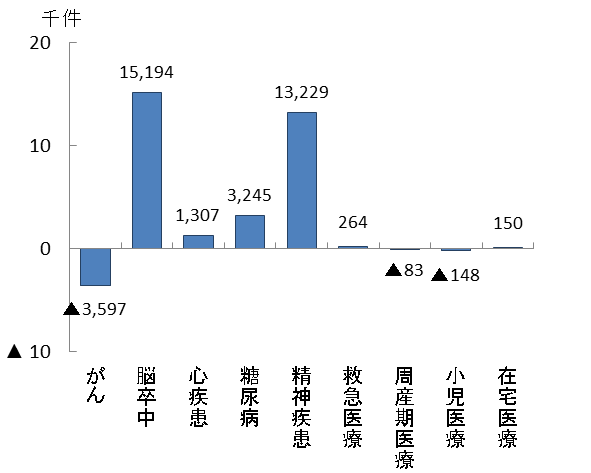 千件
20
15,194
13,229
10
3,245
1,307
264
150
0
▲83
▲148
▲3,597
▲ 10
がん
脳卒中
心疾患
糖尿病
精神疾患
救急医療
周産期医療
小児医療
在宅医療